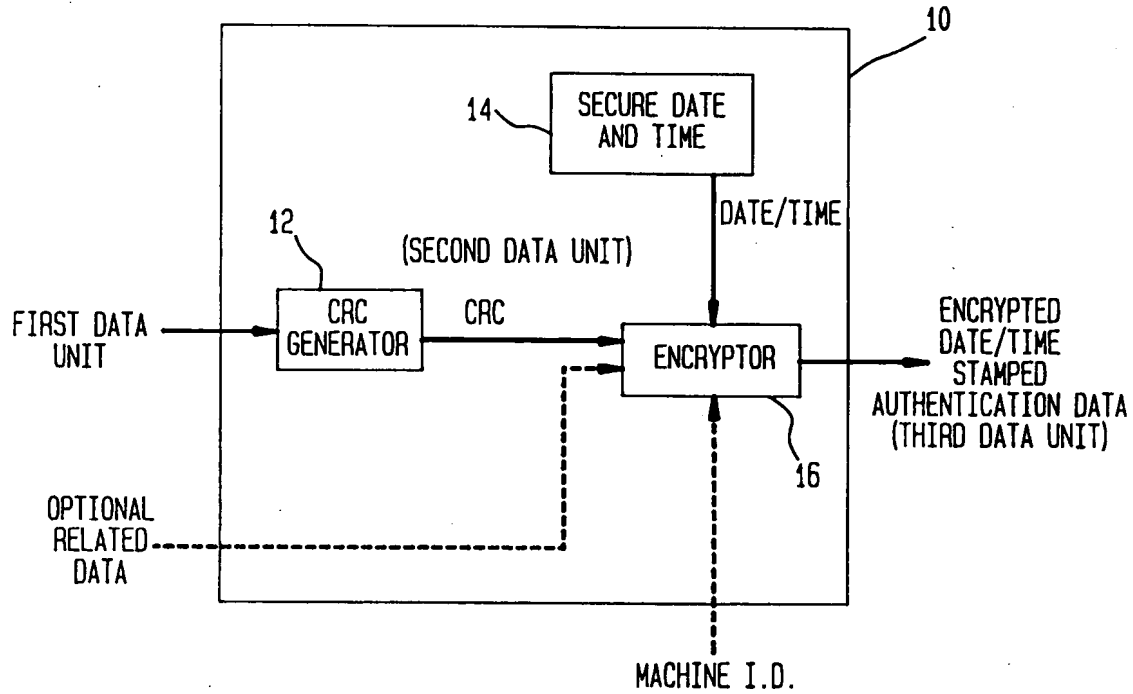 10
14
SECURE DATE
AND TIME
DATE/TIME
12
(SECOND DATA UNIT)
FIRST DATA
UNIT
CRC
GENERATOR
CRC
ENCRYPTOR
ENCRYPTED
DATE/TIME
STAMPED
AUTHENTICATION DATA
(THIRD DATA UNIT)
16
OPTIONAL
RELATED
DATA
MACHINE I.D.